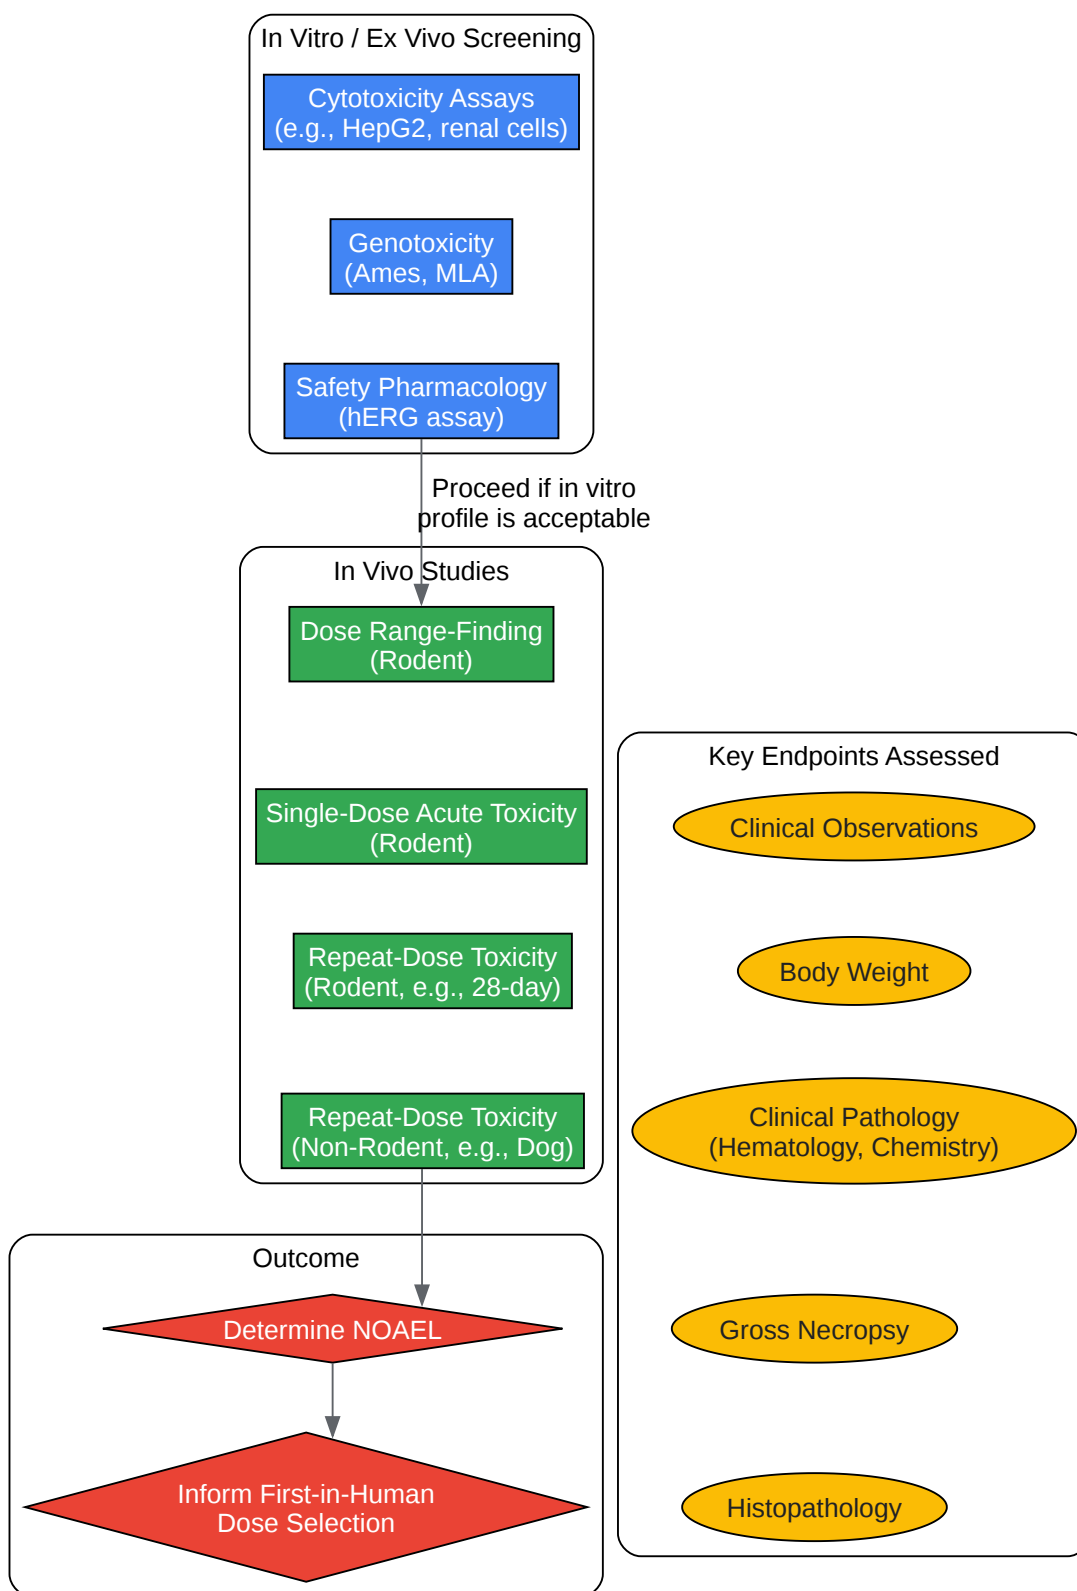 In Vitro / Ex Vivo Screening
Cytotoxicity Assays
(e.g., HepG2, renal cells)
Genotoxicity
(Ames, MLA)
Safety Pharmacology
(hERG assay)
Proceed if in vitro
profile is acceptable
In Vivo Studies
Dose Range-Finding
(Rodent)
Single-Dose Acute Toxicity
(Rodent)
Repeat-Dose Toxicity
(Rodent, e.g., 28-day)
Repeat-Dose Toxicity
(Non-Rodent, e.g., Dog)
Key Endpoints Assessed
Clinical Observations
Body Weight
Clinical Pathology
(Hematology, Chemistry)
Gross Necropsy
Histopathology
Outcome
Determine NOAEL
Inform First-in-Human
Dose Selection